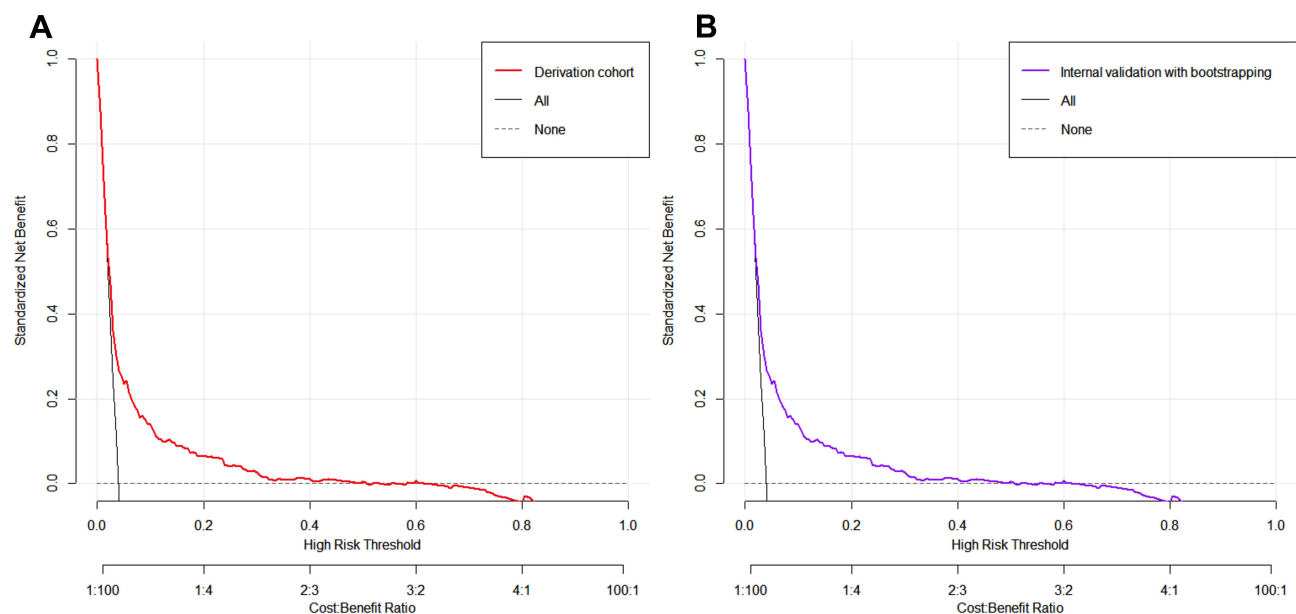 A
Derivation cohort
All
None
Standardized Net Benefit
1.0
0.8
0.6
0.4
0.2
0.0
0.0 0.2 0.4 0.6 0.8 1.0
High Risk Threshold
1:100 1:4 2:3 3:2 4:1 100:1
Cost:Benefit Ratio
B
Internal validation with bootstrapping
All
None
Standardized Net Benefit
1.0
0.8
0.6
0.4
0.2
0.0
0.0 0.2 0.4 0.6 0.8 1.0
High Risk Threshold
1:100 1:4 2:3 3:2 4:1 100:1
Cost:Benefit Ratio